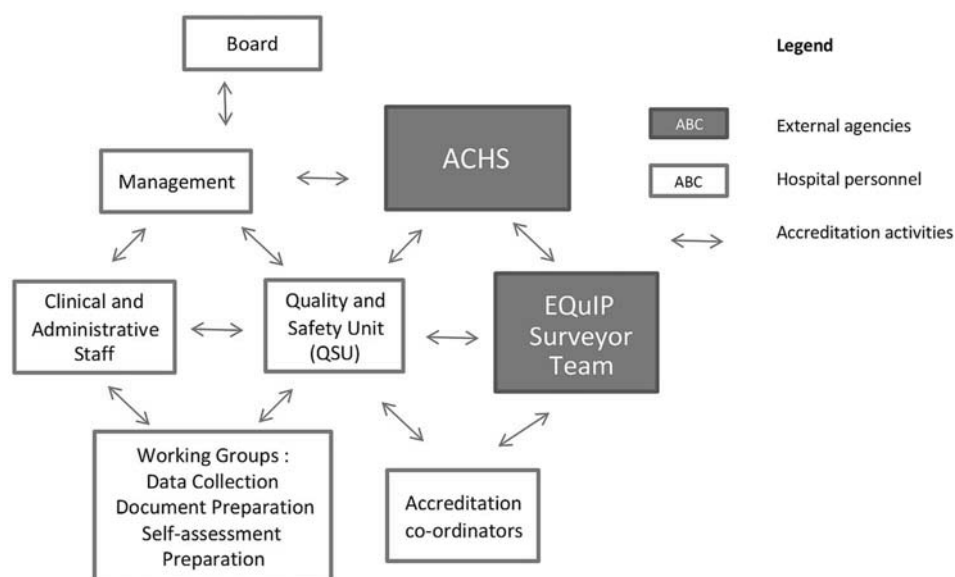 Board
Legend
ABC
External agencies
ACHS
Management
ABC
Hospital personnel
Accreditation activities
Clinical and
Administrative
Staff
Quality and
Safety Unit
(QSU)
EQuIP
Surveyor
Team
Working Groups :
Data Collection
Document Preparation
Self-assessment
Preparation
Accreditation
co-ordinators